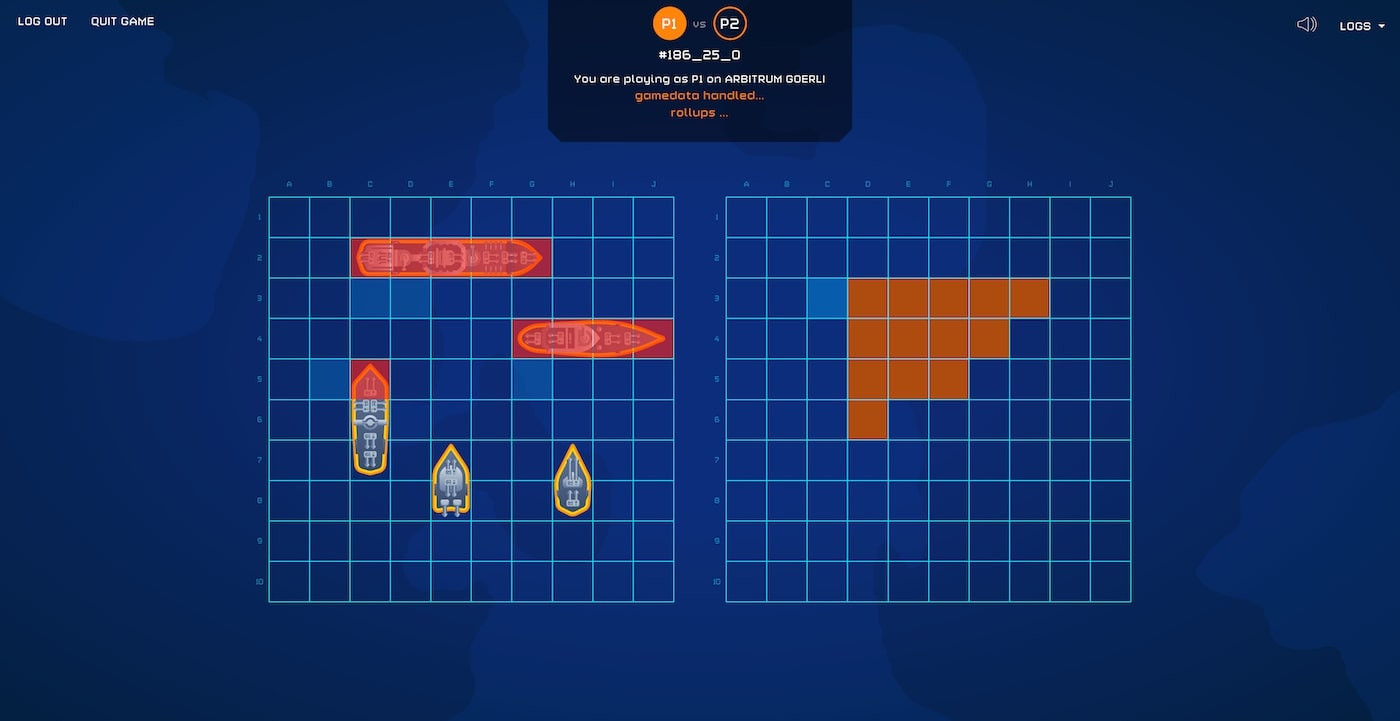 LOG OUT QUIT GAME
P1 vs P2
LOGS
#186_25_0
You are playing as P1 on ARBITRUM GOERLI
gamedata handled...
rollups ...
A B C D E F G H I J
1
2
3
4
5
6
7
8
9
10
A B C D E F G H I J
1
2
3
4
5
6
7
8
9
10